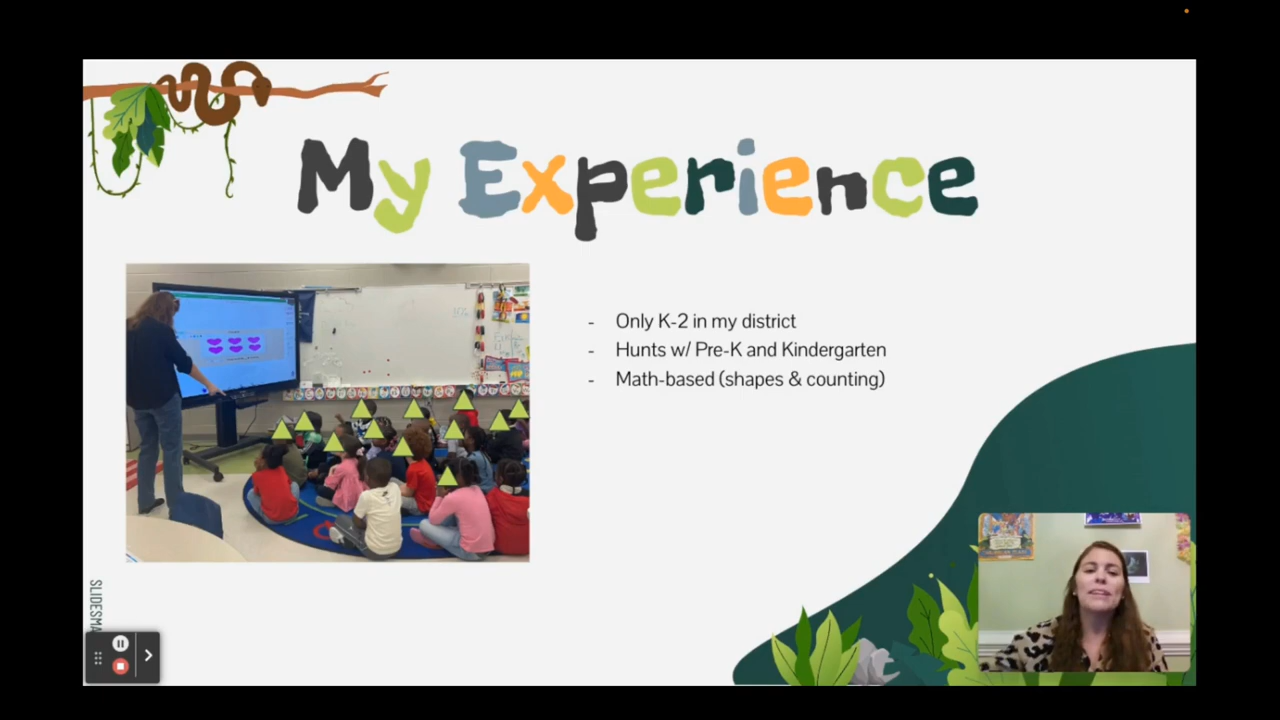 My Experience
- Only K-2 in my district
- Hunts w/ Pre-K and Kindergarten
- Math-based (shapes & counting)
SLIDESMA